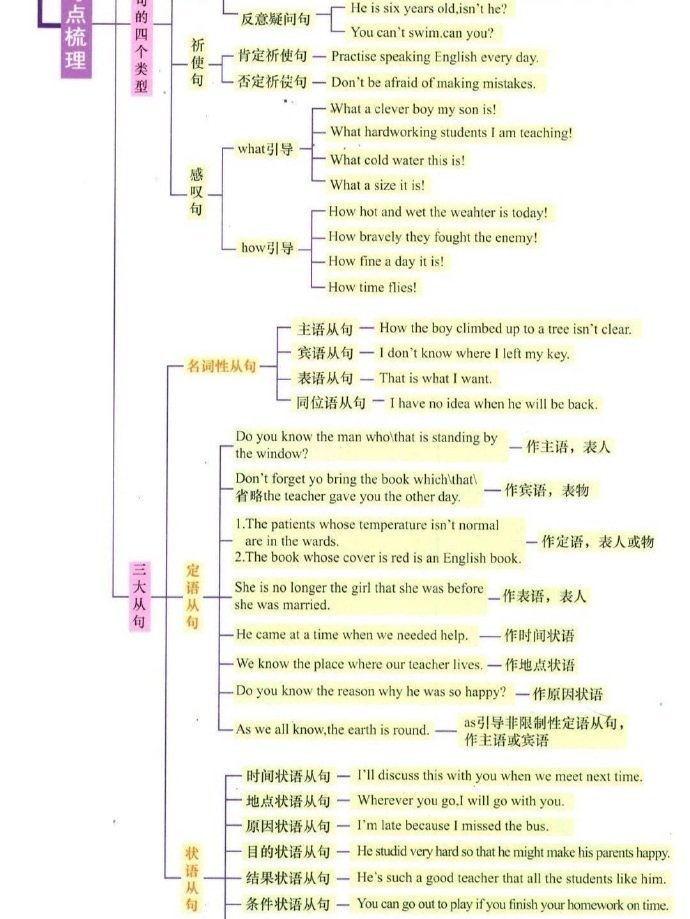 点梳理
句的四个类型
反意疑问句
He is six years old,isn't he?
You can't swim.can you?
祈使句
肯定祈使句
Practise speaking English every day.
否定祈使句
Don't be afraid of making mistakes.
感叹句
what引导
What a clever boy my son is!
What hardworking students I am teaching!
What cold water this is!
What a size it is!
how引导
How hot and wet the weahter is today!
How bravely they fought the enemy!
How fine a day it is!
How time flies!
三大从句
名词性从句
主语从句
How the boy climbed up to a tree isn't clear.
宾语从句
I don't know where I left my key.
表语从句
That is what I want.
同位语从句
I have no idea when he will be back.
定语从句
Do you know the man who\that is standing by
the window?
作主语，表人
Don't forget yo bring the book which\that\
省略the teacher gave you the other day.
作宾语，表物
1.The patients whose temperature isn't normal
are in the wards.
2.The book whose cover is red is an English book.
作定语，表人或物
She is no longer the girl that she was before
she was married.
作表语，表人
He came at a time when we needed help.
作时间状语
We know the place where our teacher lives.
作地点状语
Do you know the reason why he was so happy?
作原因状语
As we all know,the earth is round.
as引导非限制性定语从句，
作主语或宾语
状语从句
时间状语从句
I'll discuss this with you when we meet next time.
地点状语从句
Wherever you go,I will go with you.
原因状语从句
I'm late because I missed the bus.
目的状语从句
He studid very hard so that he might make his parents happy.
结果状语从句
He's such a good teacher that all the students like him.
条件状语从句
You can go out to play if you finish your homework on time.